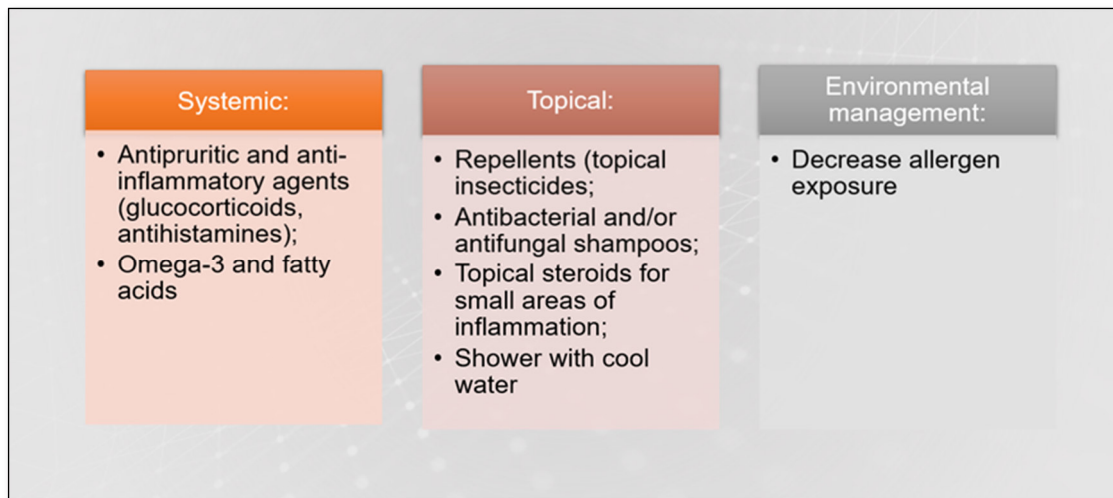 Systemic:
• Antipruritic and anti-
inflammatory agents
(glucocorticoids,
antihistamines);
• Omega-3 and fatty
acids
Topical:
• Repellents (topical
insecticides;
• Antibacterial and/or
antifungal shampoos;
• Topical steroids for
small areas of
inflammation;
• Shower with cool
water
Environmental
management:
• Decrease allergen
exposure